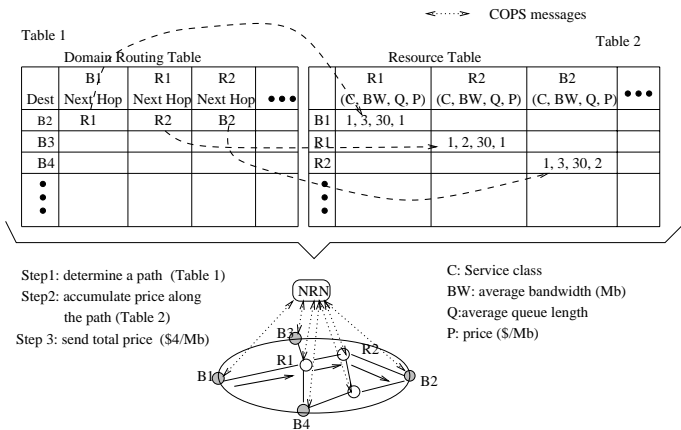 COPS messages
Table 1
Table 2
Domain Routing Table
Resource Table
B1 R1 R2
Dest Next Hop Next Hop Next Hop
B2 R1 R2 B2
B3
B4
R1 R2 B2
(C, BW, Q, P) (C, BW, Q, P) (C, BW, Q, P)
B1 1, 3, 30, 1
R1 1, 2, 30, 1
R2 1, 3, 30, 2
Step1: determine a path (Table 1)
Step2: accumulate price along
the path (Table 2)
Step 3: send total price ($4/Mb)
C: Service class
BW: average bandwidth (Mb)
Q:average queue length
P: price ($/Mb)
NRN
B3
R1
R2
B1
B2
B4